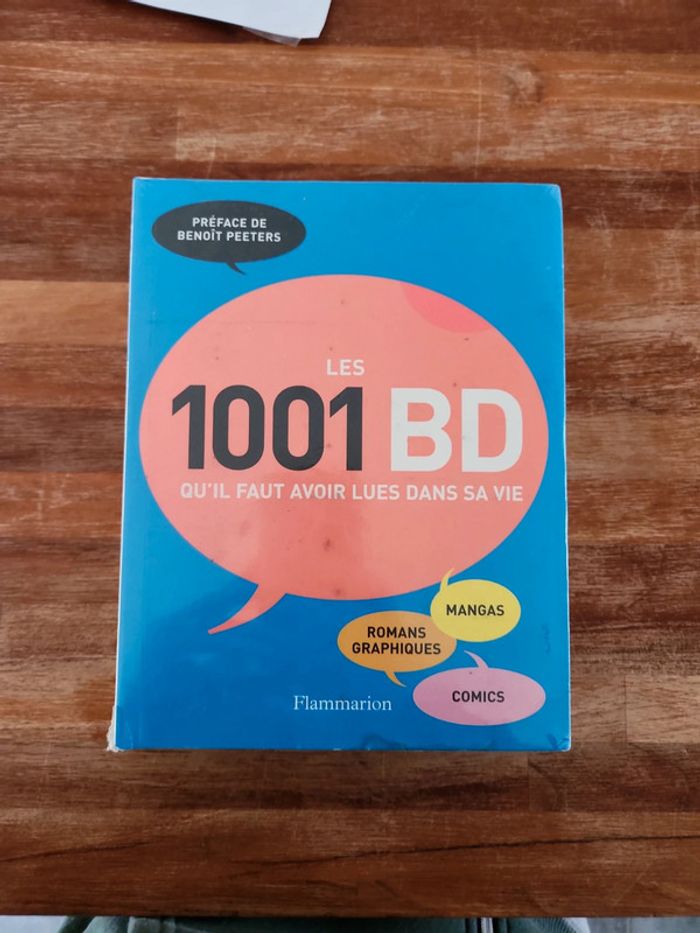 PRÉFACE DE
BENOÎT PEETERS
LES
1001 BD
QU'IL FAUT AVOIR LUES DANS SA VIE
MANGAS
ROMANS
GRAPHIQUES
COMICS
Flammarion